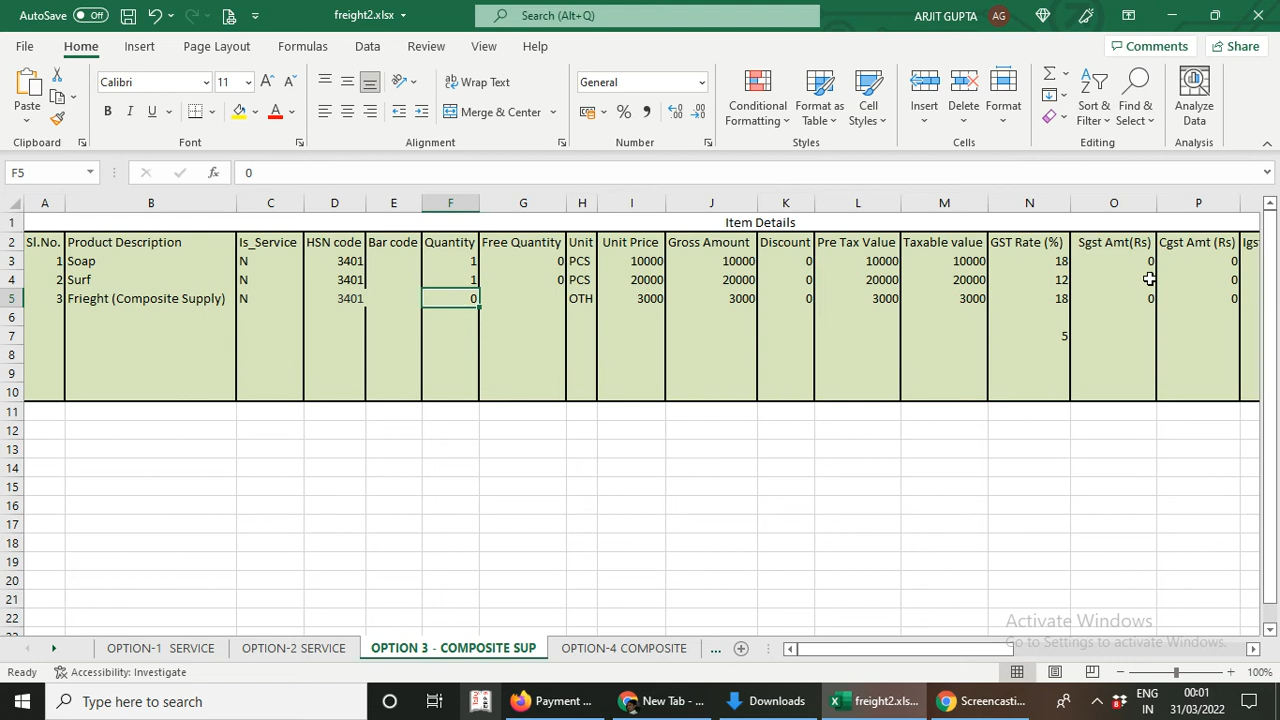 AutoSave Off freight2.xlsx Search (Alt+Q) ARJIT GUPTA AG
File Home Insert Page Layout Formulas Data Review View Help Comments Share
Paste Calibri 11 Wrap Text General Conditional Formatting Format as Table Cell Styles Insert Delete Format Sort & Filter Find & Select Analyze Data
B I U Merge & Center
Clipboard Font Alignment Number Styles Cells Editing Analysis
F5 fx 0
A B C D E F G H I J K L M N O P
1 Item Details
2 Sl.No. Product Description Is_Service HSN code Bar code Quantity Free Quantity Unit Unit Price Gross Amount Discount Pre Tax Value Taxable value GST Rate (%) Sgst Amt(Rs) Cgst Amt (Rs) Igs
3 1 Soap N 3401 1 0 PCS 10000 10000 0 10000 10000 18 0 0
4 2 Surf N 3401 1 0 PCS 20000 20000 0 20000 20000 12 0
5 3 Frieght (Composite Supply) N 3401 0 OTH 3000 3000 0 3000 3000 18 0 0
6
7 5
8
9
10
11
12
13
14
15
16
17
18
19
20
21
22
Activate Windows
Go to Settings to activate Windows.
OPTION-1 SERVICE OPTION-2 SERVICE OPTION 3 - COMPOSITE SUP OPTION-4 COMPOSITE ...
Ready Accessibility: Investigate 100%
Type here to search Payment ... New Tab - ... Downloads freight2.xls... Screencasti... ENG IN 00:01 31/03/2022